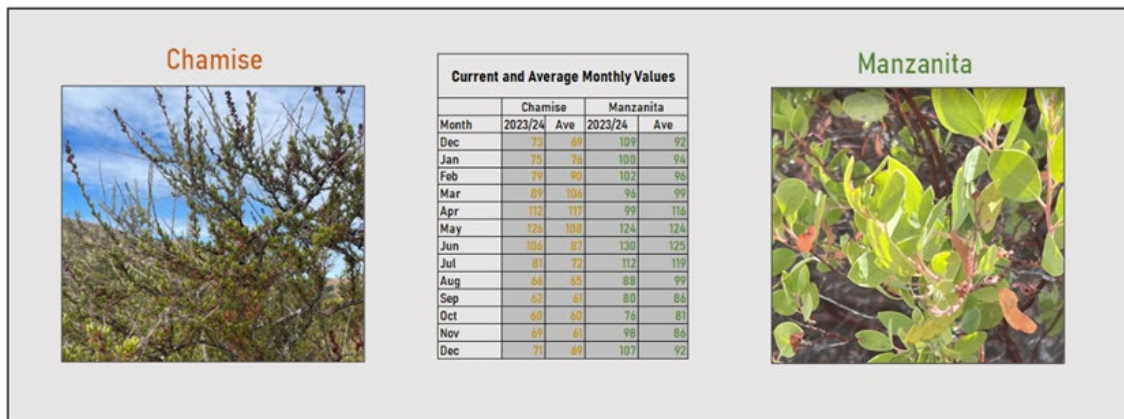 Chamise
Current and Average Monthly Values
Chamise Manzanita
Month 2023/24 Ave 2023/24 Ave
Dec 73 69 109 92
Jan 75 76 100 94
Feb 79 90 102 96
Mar 89 106 96 99
Apr 112 117 99 116
May 126 108 124 124
Jun 106 87 130 125
Jul 81 72 112 119
Aug 66 65 88 99
Sep 62 61 80 86
Oct 60 60 76 81
Nov 69 61 98 86
Dec 71 69 107 92
Manzanita